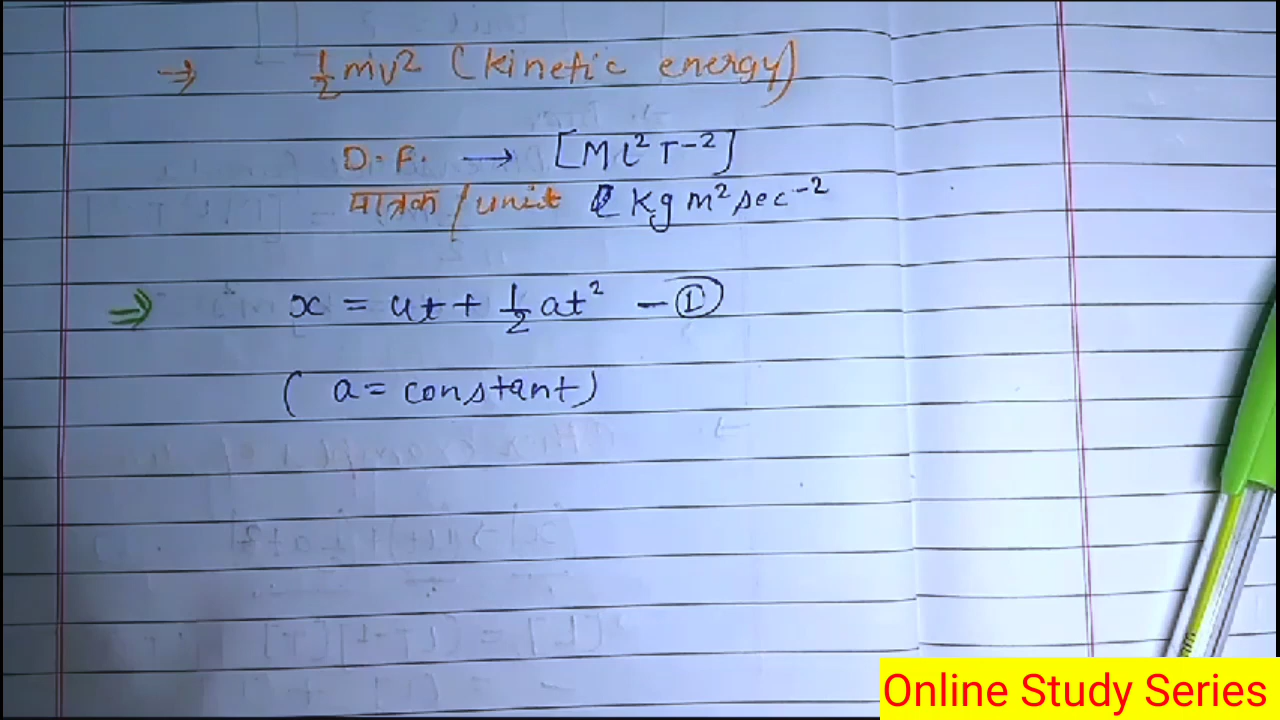 → ½mv² (kinetic energy)
D.F. → [ML²T⁻²]
मात्रक / unit kg m² sec⁻²
⇒ x = ut + ½at² — ①
(a = constant)
Online Study Series